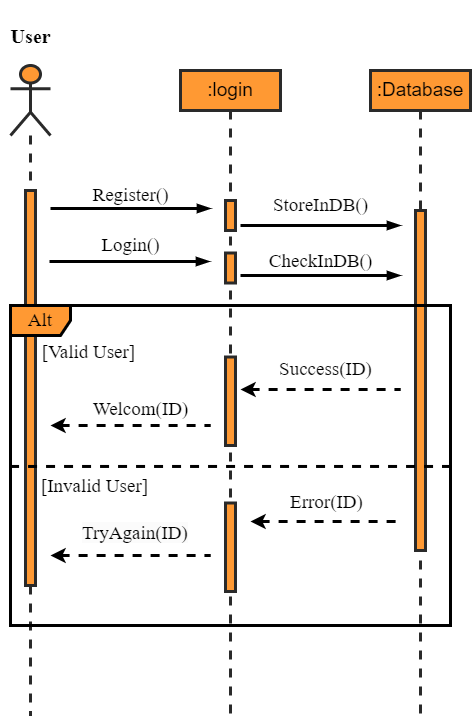 User
:login
:Database
Register()
StoreInDB()
Login()
CheckInDB()
Alt
[Valid User]
Success(ID)
Welcom(ID)
[Invalid User]
Error(ID)
TryAgain(ID)